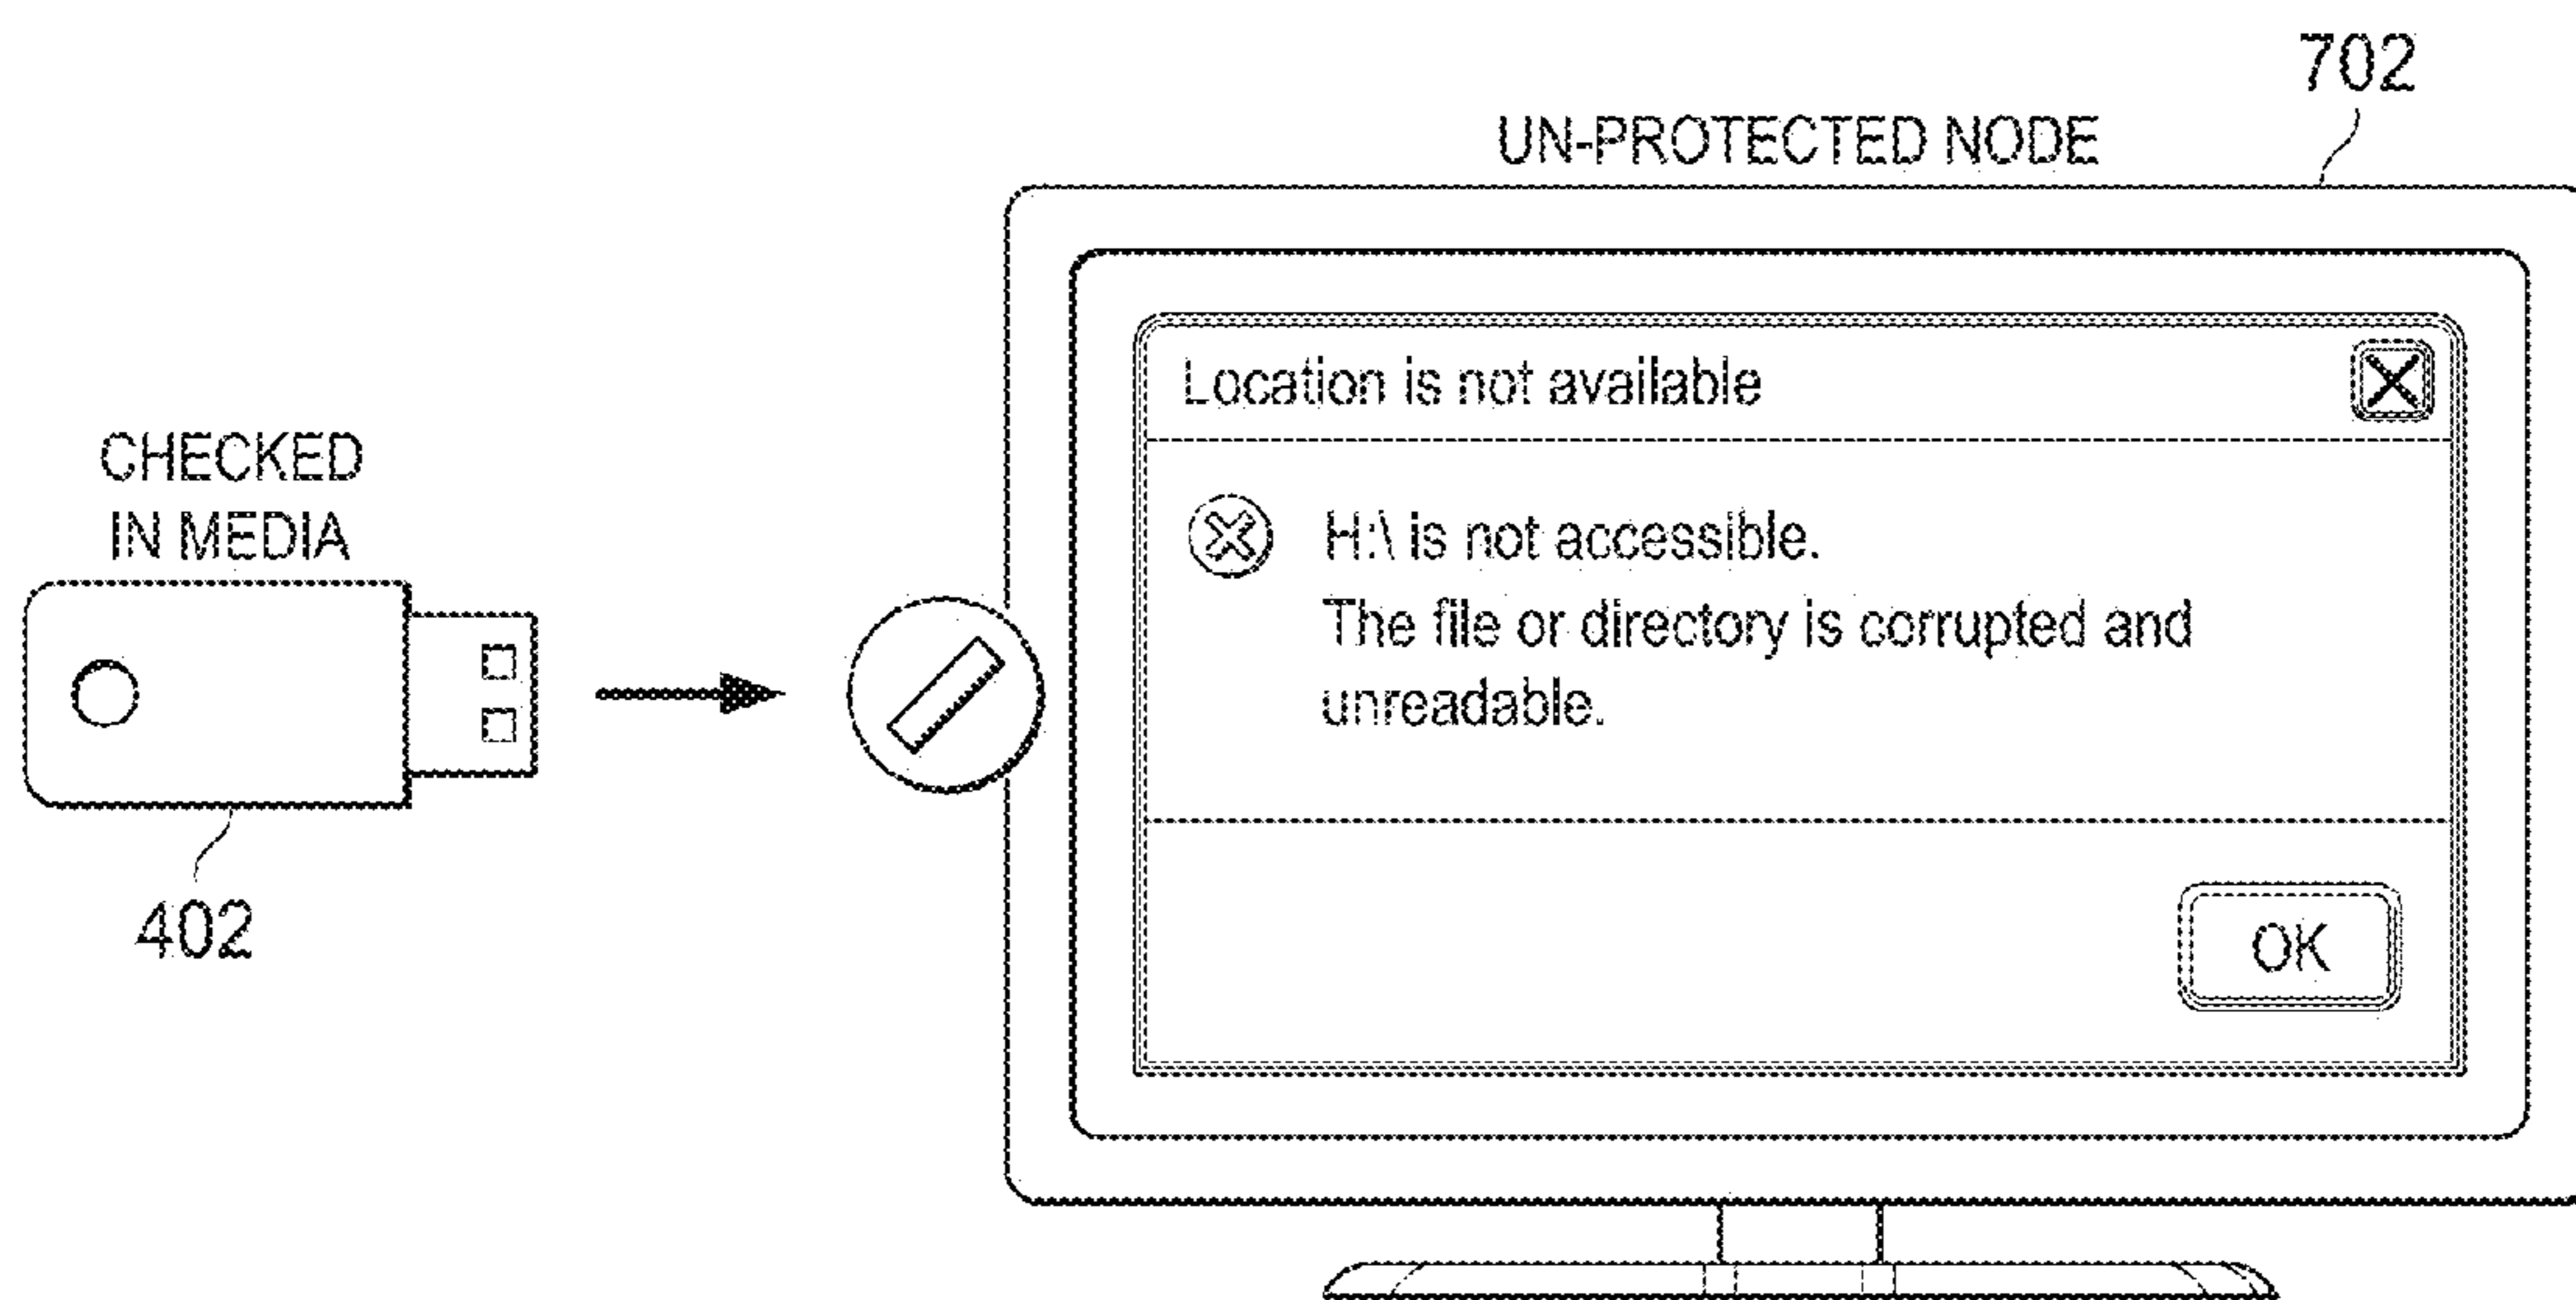 702
UN-PROTECTED NODE
Location is not available
CHECKED
IN MEDIA
H:\ is not accessible.
The file or directory is corrupted and
unreadable.
402
OK